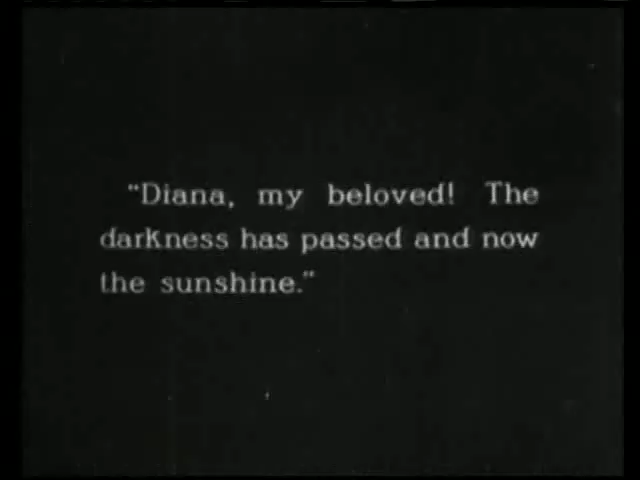 "Diana, my beloved! The
darkness has passed and now
the sunshine."